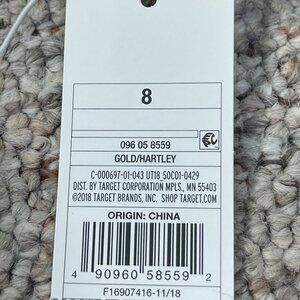 8
096 05 8559
GOLD/HARTLEY
C-000697-01-043 UT18 50C01-0429
DIST. BY TARGET CORPORATION MPLS., MN 55403
©2018 TARGET BRANDS, INC. SHOP TARGET.COM
ORIGIN: CHINA
4 90960 58559 2
F16907416-11/18